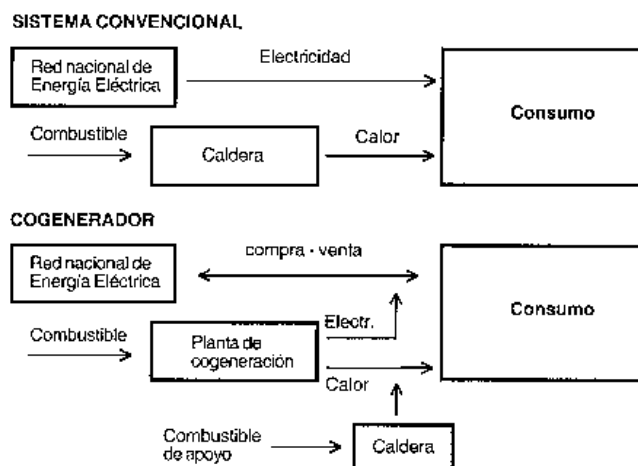 SISTEMA CONVENCIONAL
Red nacional de
Energía Eléctrica
Electricidad
Consumo
Combustible
Caldera
Calor
COGENERADOR
Red nacional de
Energía Eléctrica
compra - venta
Consumo
Combustible
Planta de
cogeneración
Electr.
Calor
Combustible
de apoyo
Caldera